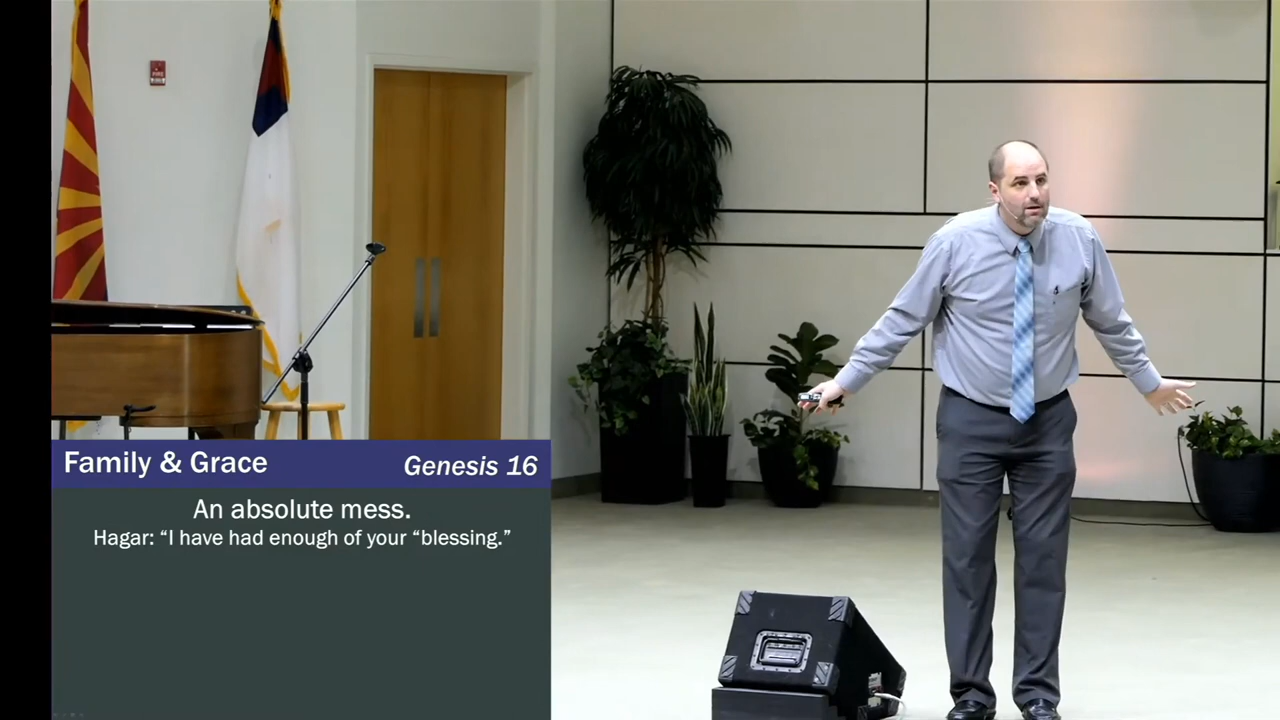 Family & Grace
Genesis 16
An absolute mess.
Hagar: “I have had enough of your “blessing.”